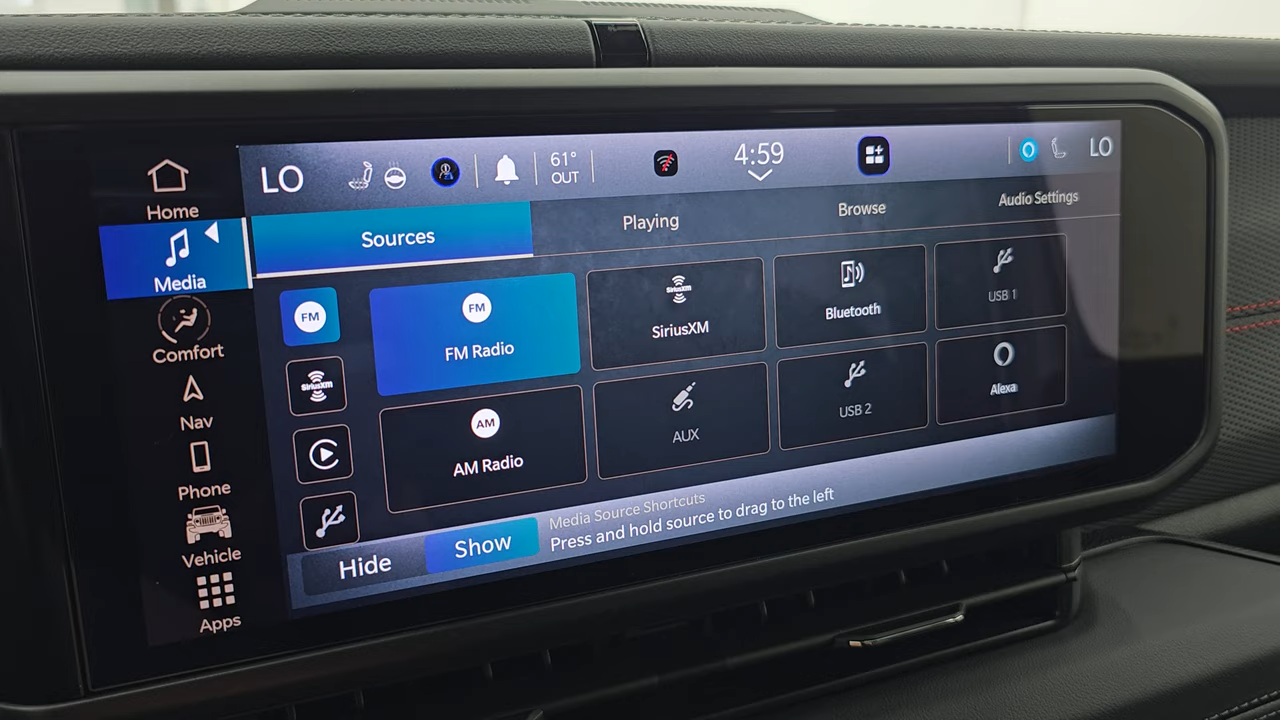 LO
61°
OUT
4:59
LO
Home
Media
Comfort
Nav
Phone
Vehicle
Apps
Sources
Playing
Browse
Audio Settings
FM
SiriusXM
FM
FM Radio
SiriusXM
SiriusXM
Bluetooth
USB 1
AM
AM Radio
AUX
USB 2
Alexa
Hide
Show
Media Source Shortcuts
Press and hold source to drag to the left